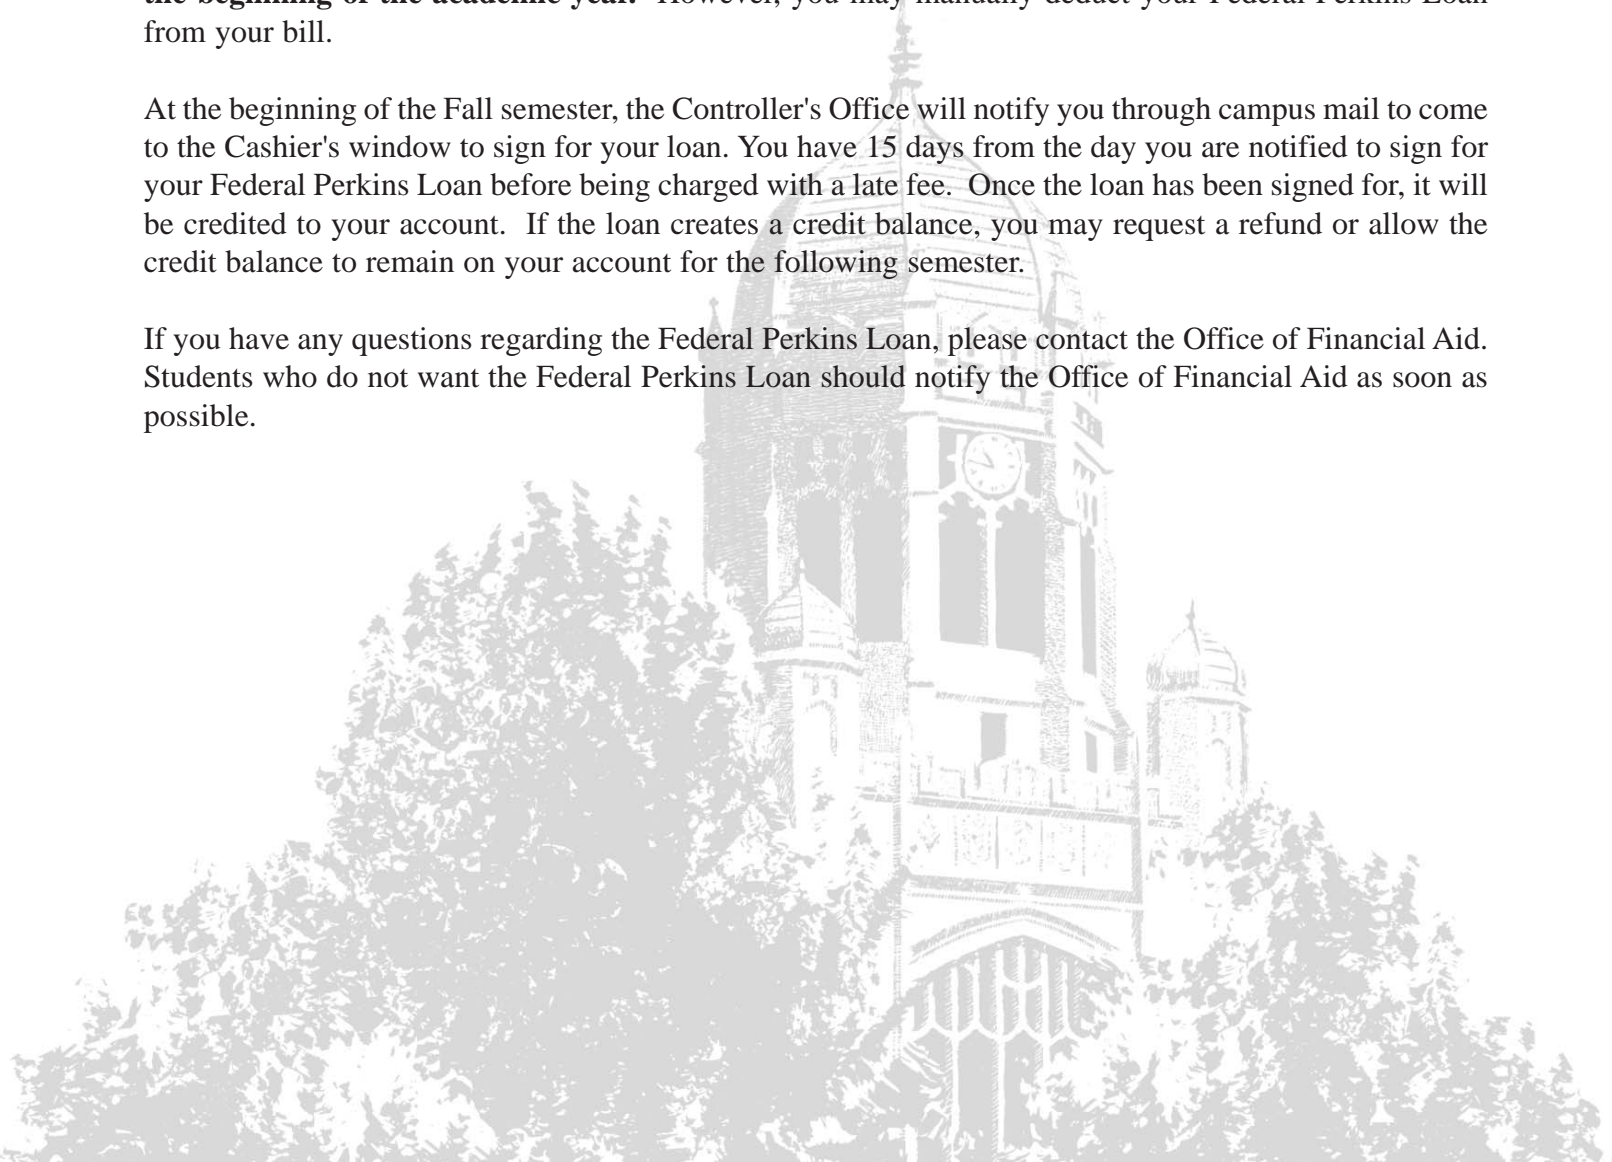 the beginning of the academic year. However, you may manually deduct your Federal Perkins Loan
from your bill.
At the beginning of the Fall semester, the Controller's Office will notify you through campus mail to come
to the Cashier's window to sign for your loan. You have 15 days from the day you are notified to sign for
your Federal Perkins Loan before being charged with a late fee. Once the loan has been signed for, it will
be credited to your account. If the loan creates a credit balance, you may request a refund or allow the
credit balance to remain on your account for the following semester.
If you have any questions regarding the Federal Perkins Loan, please contact the Office of Financial Aid.
Students who do not want the Federal Perkins Loan should notify the Office of Financial Aid as soon as
possible.